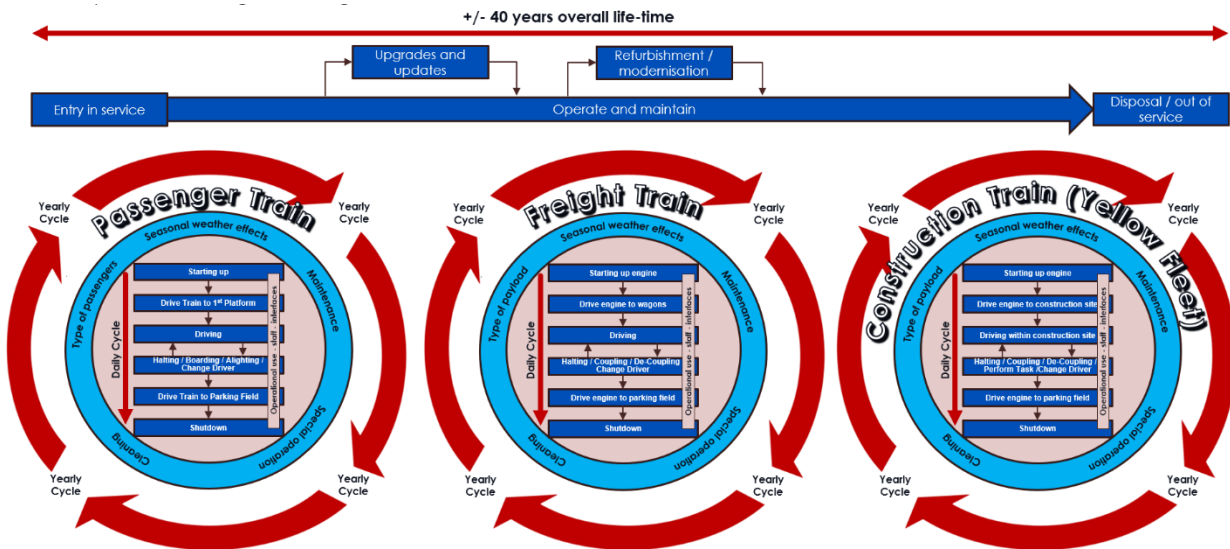 +/- 40 years overall life-time
Upgrades and
updates
Refurbishment /
modernisation
Entry in service
Operate and maintain
Disposal / out of
service
Passenger Train
Yearly
Cycle
Yearly
Cycle
Yearly
Cycle
Yearly
Cycle
Seasonal weather effects
Type of passengers
Maintenance
Cleaning
Special operation
Daily Cycle
Starting up
Drive Train to 1st Platform
Driving
Halting / Boarding / Alighting /
Change Driver
Drive Train to Parking Field
Shutdown
Operational use - staff - interfaces
Freight Train
Yearly
Cycle
Yearly
Cycle
Yearly
Cycle
Yearly
Cycle
Seasonal weather effects
Type of payload
Maintenance
Cleaning
Special operation
Daily Cycle
Starting up engine
Drive engine to wagons
Driving
Halting / Coupling / De-Coupling /
Change Driver
Drive engine to parking field
Shutdown
Operational use - staff - interfaces
Construction Train (Yellow Fleet)
Yearly
Cycle
Yearly
Cycle
Yearly
Cycle
Yearly
Cycle
Seasonal weather effects
Type of payload
Maintenance
Cleaning
Special operation
Daily Cycle
Starting up engine
Drive engine to construction site
Driving within construction site
Halting / Coupling / De-Coupling /
Perform Task /Change Driver
Drive engine to parking field
Shutdown
Operational use - staff - interfaces